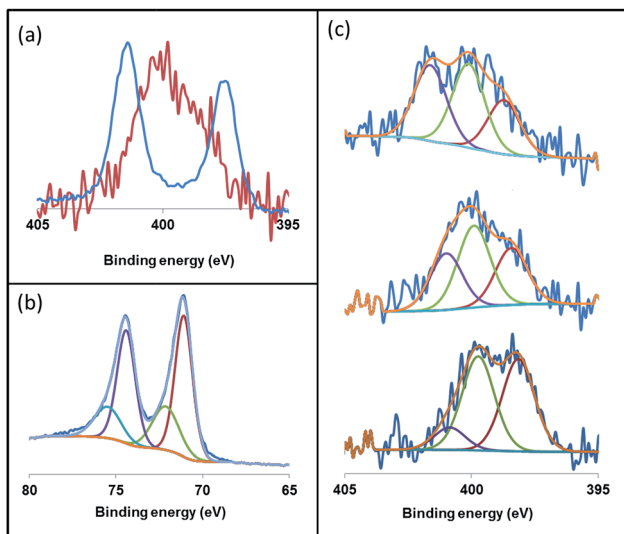 (a)
405 400 395
Binding energy (eV)
(b)
80 75 70 65
Binding energy (eV)
(c)
405 400 395
Binding energy (eV)